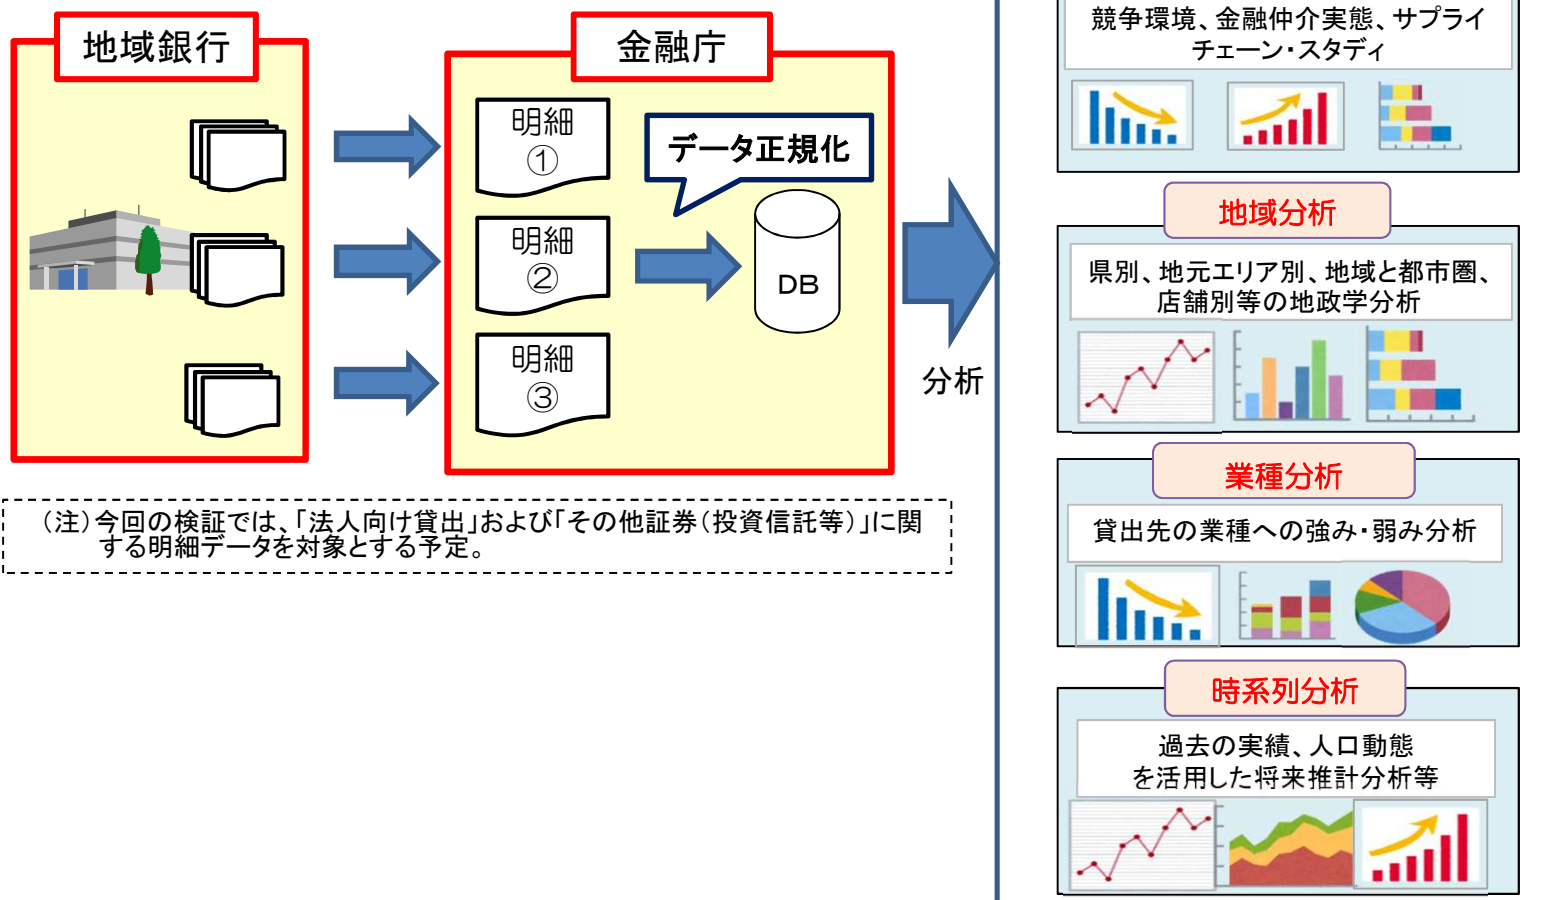 地域銀行
金融庁
明細
①
明細
②
明細
③
データ正規化
DB
分析
（注）今回の検証では、「法人向け貸出」および「その他証券（投資信託等）」に関
する明細データを対象とする予定。
競争環境、金融仲介実態、サプライ
チェーン・スタディ
地域分析
県別、地元エリア別、地域と都市圏、
店舗別等の地政学分析
業種分析
貸出先の業種への強み・弱み分析
時系列分析
過去の実績、人口動態
を活用した将来推計分析等